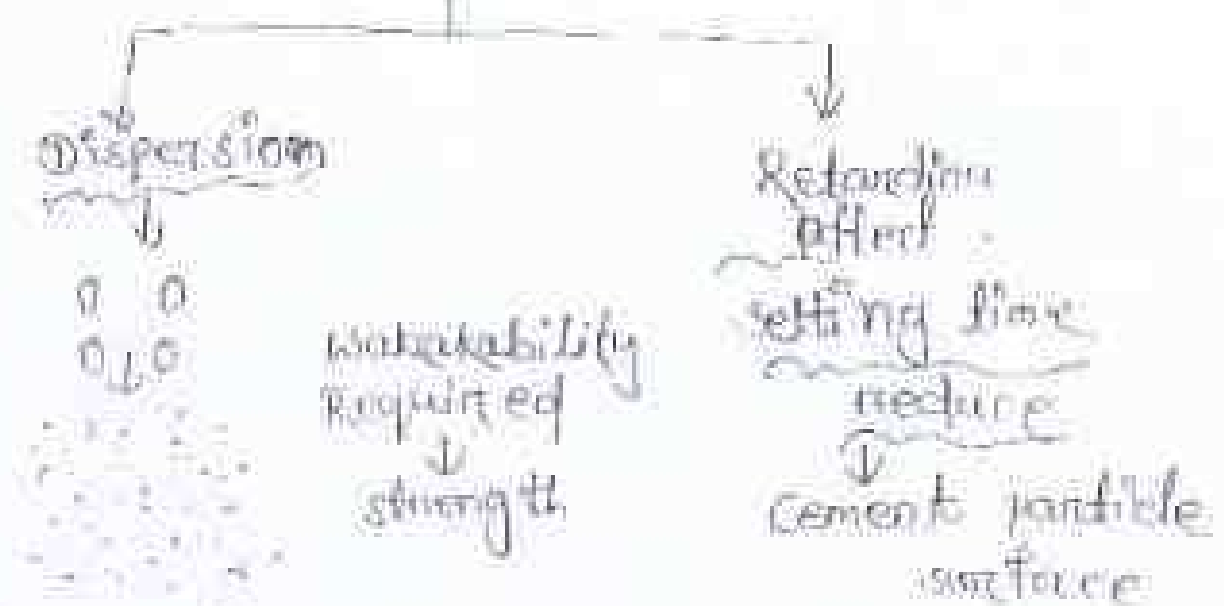 Dispersion
Retarding
effect
Workability
Required
↓
strength
setting time
reduce
↓
cement particle
surface